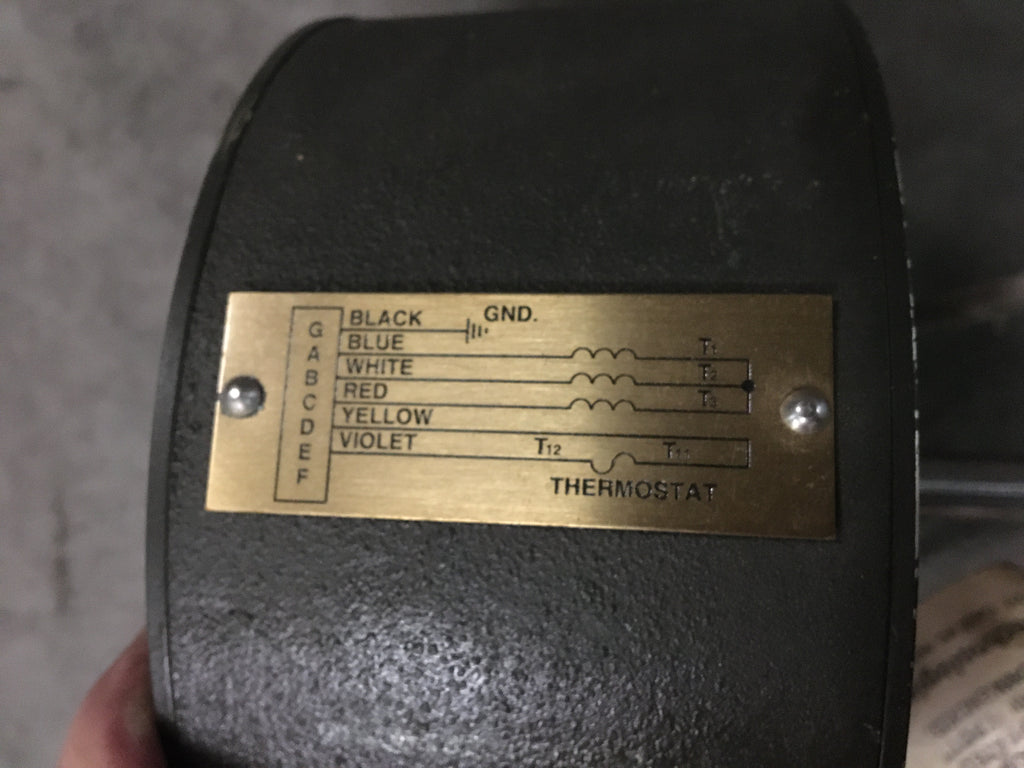 G BLACK GND.
A BLUE T1
B WHITE T2
C RED T3
D YELLOW
E VIOLET T12 T11
F
THERMOSTAT